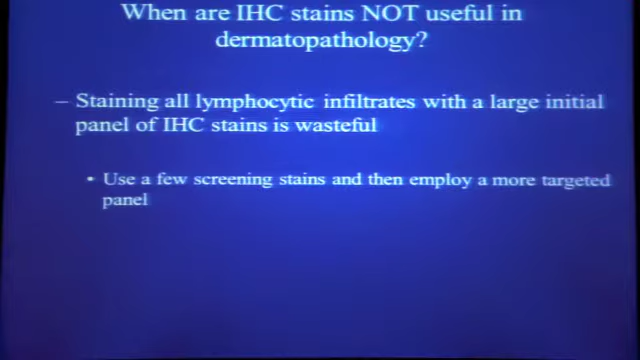 When are IHC stains NOT useful in
dermatopathology?
– Staining all lymphocytic infiltrates with a large initial
panel of IHC stains is wasteful
• Use a few screening stains and then employ a more targeted
panel